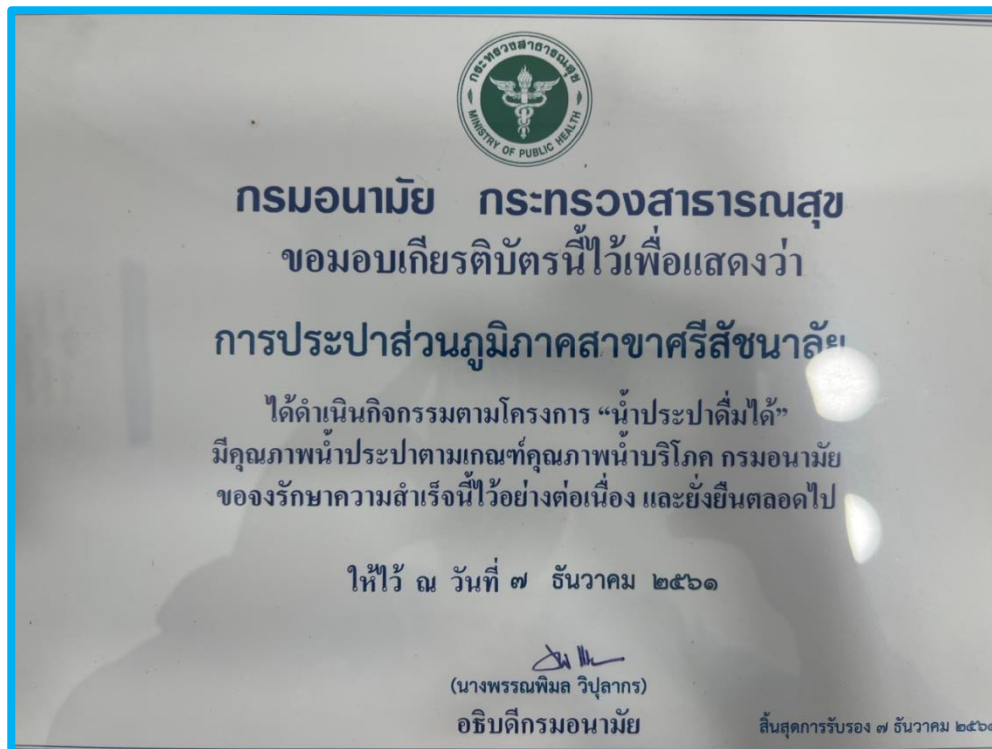 กระทรวงสาธารณสุข
MINISTRY OF PUBLIC HEALTH
กรมอนามัย กระทรวงสาธารณสุข
ขอมอบเกียรติบัตรนี้ไว้เพื่อแสดงว่า
การประปาส่วนภูมิภาคสาขาศรีสัชนาลัย
ได้ดำเนินกิจกรรมตามโครงการ “น้ำประปาดื่มได้”
มีคุณภาพน้ำประปาตามเกณฑ์คุณภาพน้ำบริโภค กรมอนามัย
ขอจงรักษาความสำเร็จนี้ไว้อย่างต่อเนื่อง และยั่งยืนตลอดไป
ให้ไว้ ณ วันที่ ๗ ธันวาคม ๒๕๖๑
(นางพรรณพิมล วิปุลากร)
อธิบดีกรมอนามัย
สิ้นสุดการรับรอง ๗ ธันวาคม